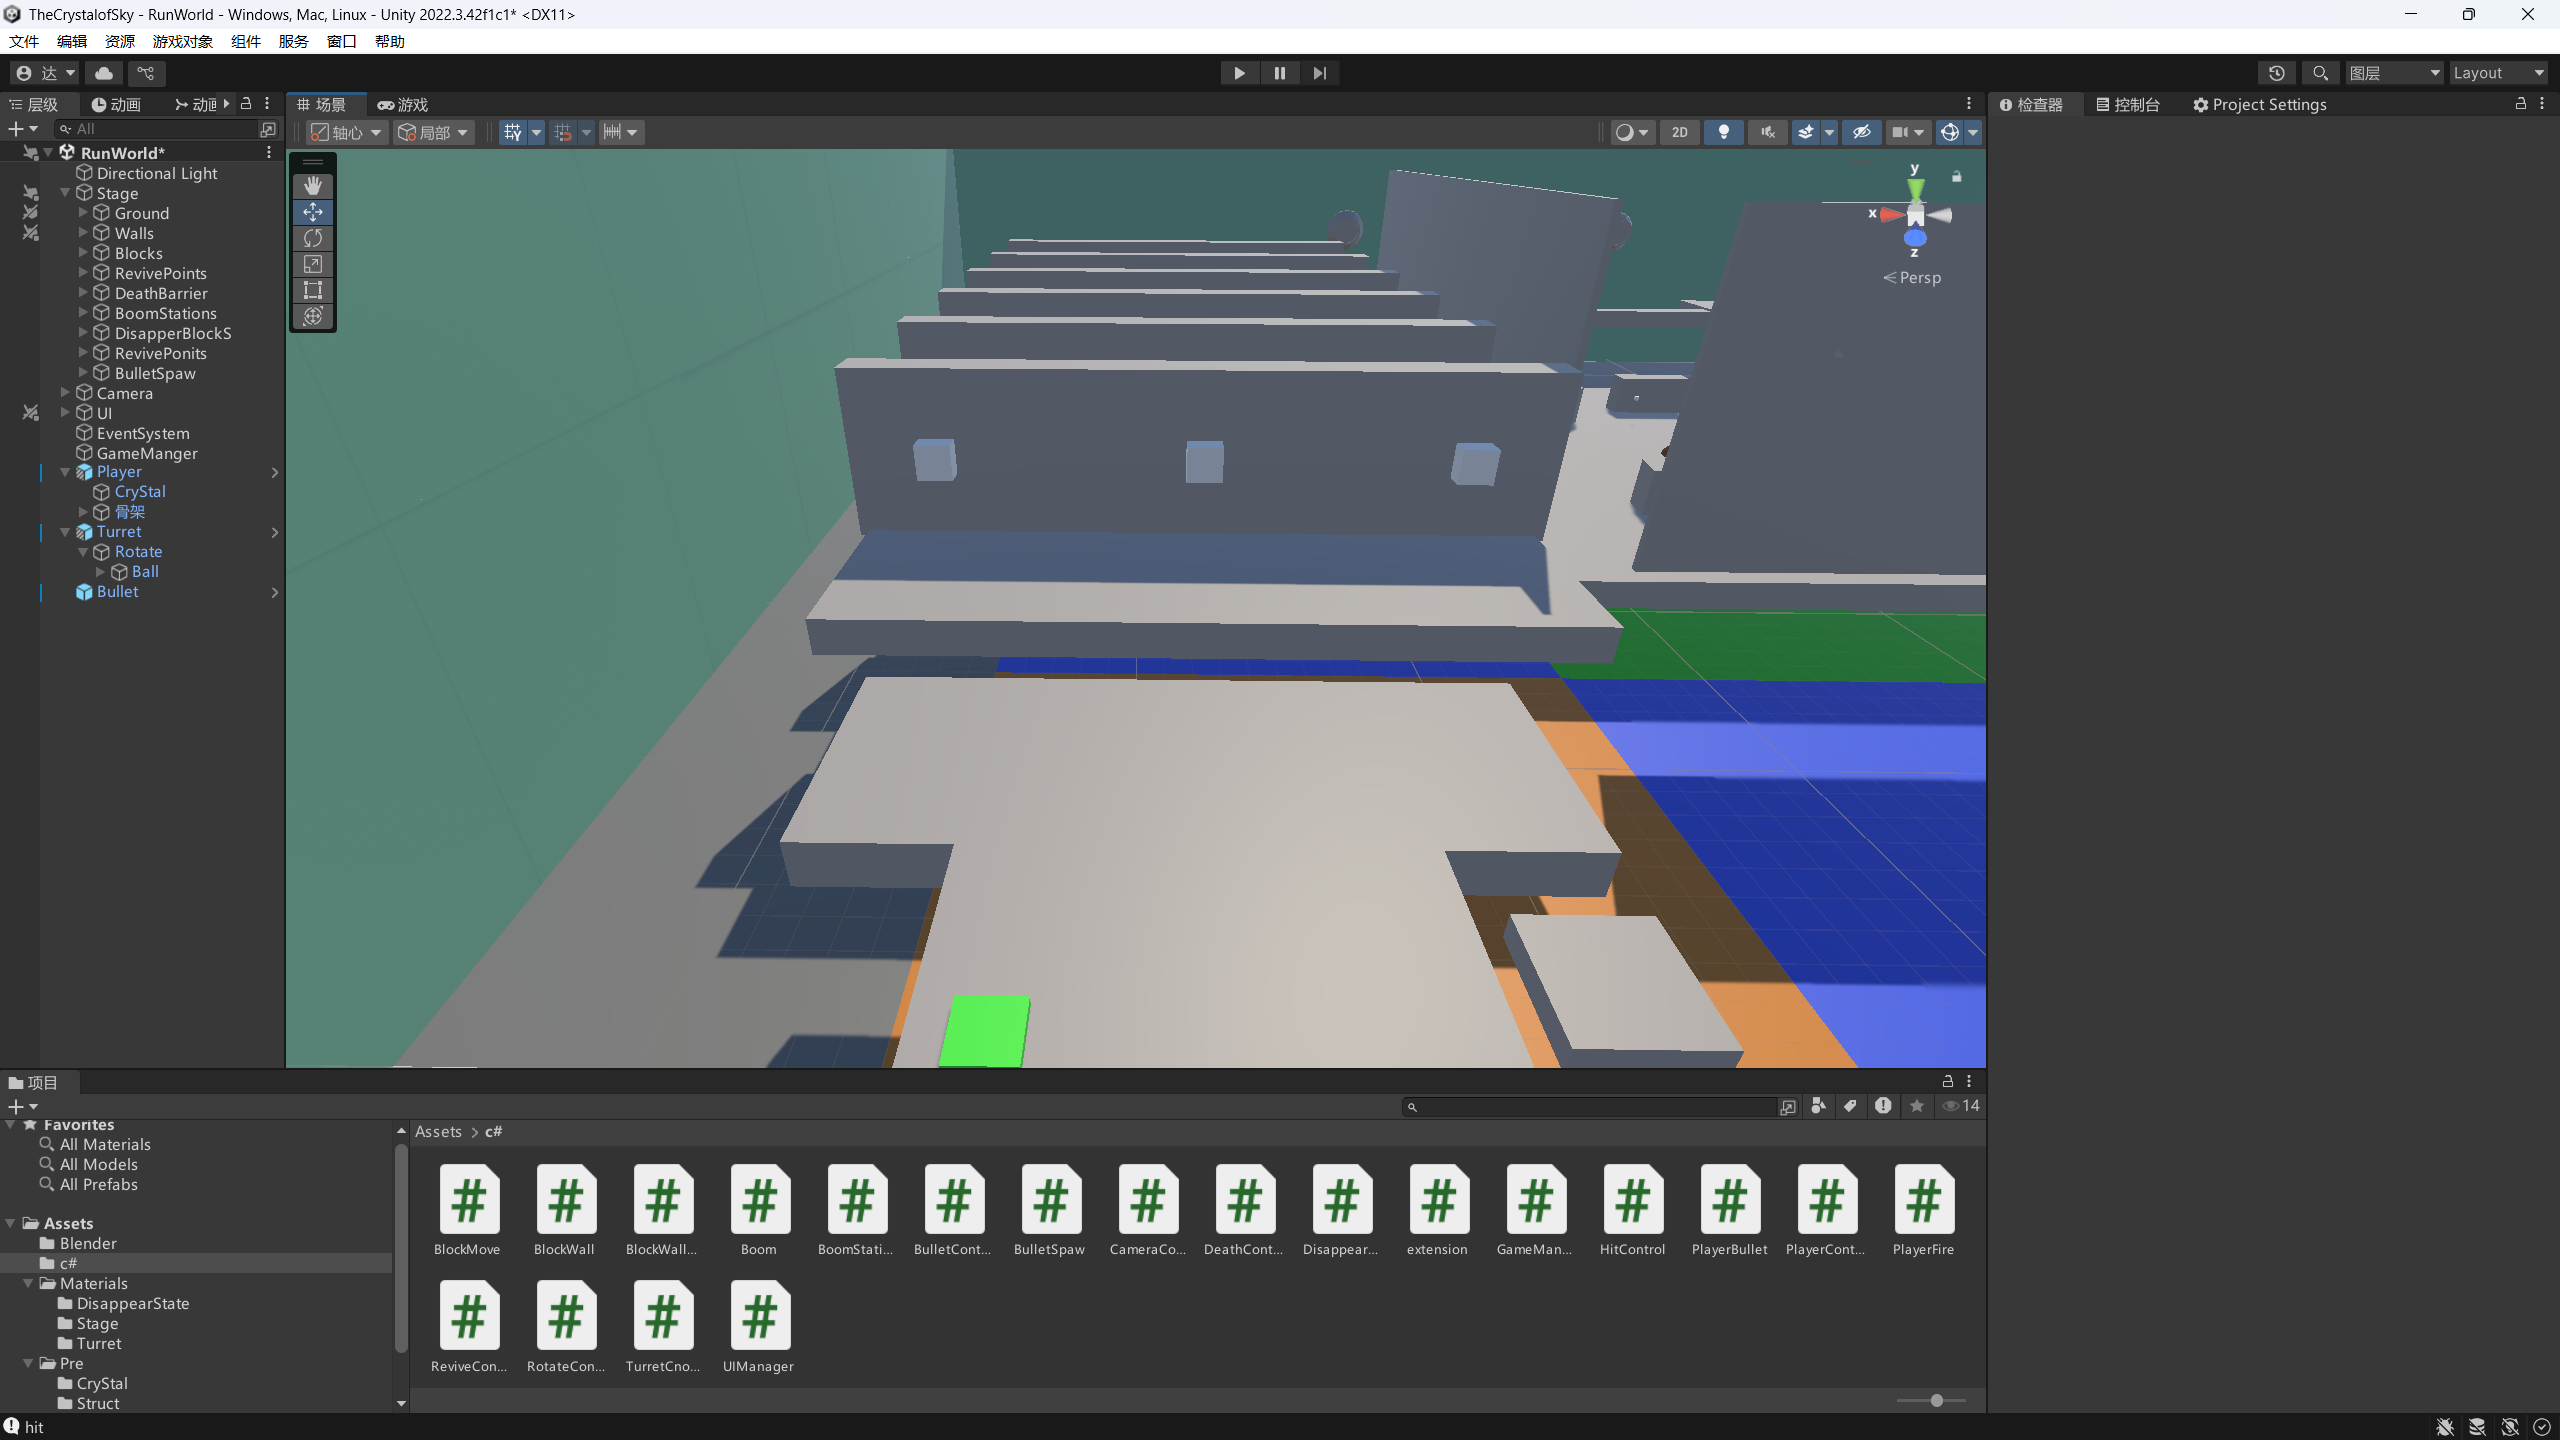 TheCrystalofSky - RunWorld - Windows, Mac, Linux - Unity 2022.3.42f1c1* <DX11>
文件 编辑 资源 游戏对象 组件 服务 窗口 帮助
达 图层 Layout
层级 动画 动画 场景 游戏 检查器 控制台 Project Settings
All 轴心 局部 2D
RunWorld*
Directional Light
Stage
Ground
Walls
Blocks
RevivePoints
DeathBarrier
BoomStations
DisapperBlockS
RevivePonits
BulletSpaw
Camera
UI
EventSystem
GameManger
Player
CryStal
骨架
Turret
Rotate
Ball
Bullet
y
x
z
Persp
项目
14
Favorites
All Materials
All Models
All Prefabs
Assets
Blender
c#
Materials
DisappearState
Stage
Turret
Pre
CryStal
Struct
Assets > c#
BlockMove BlockWall BlockWall... Boom BoomStati... BulletCont... BulletSpaw CameraCo... DeathCont... Disappear... extension GameMan... HitControl PlayerBullet PlayerCont... PlayerFire
ReviveCon... RotateCon... TurretCno... UIManager
hit